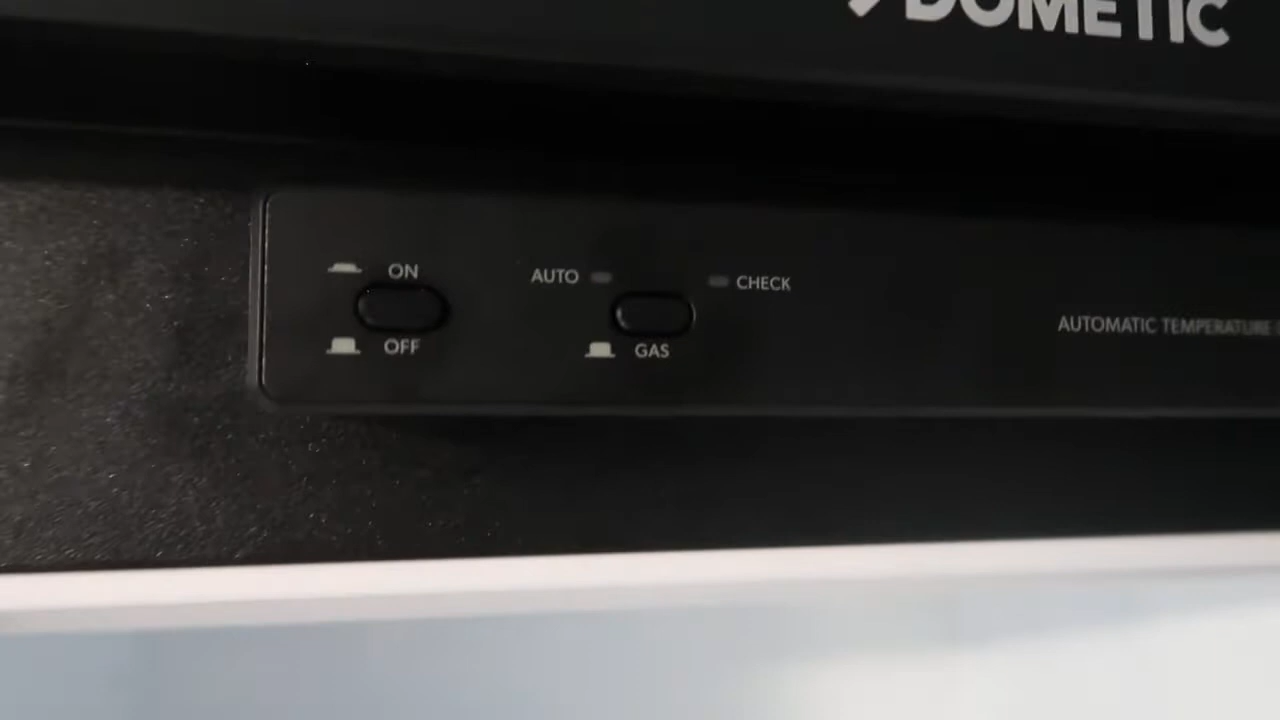 DOMETIC
ON
AUTO
CHECK
OFF
GAS
AUTOMATIC TEMPERATURE